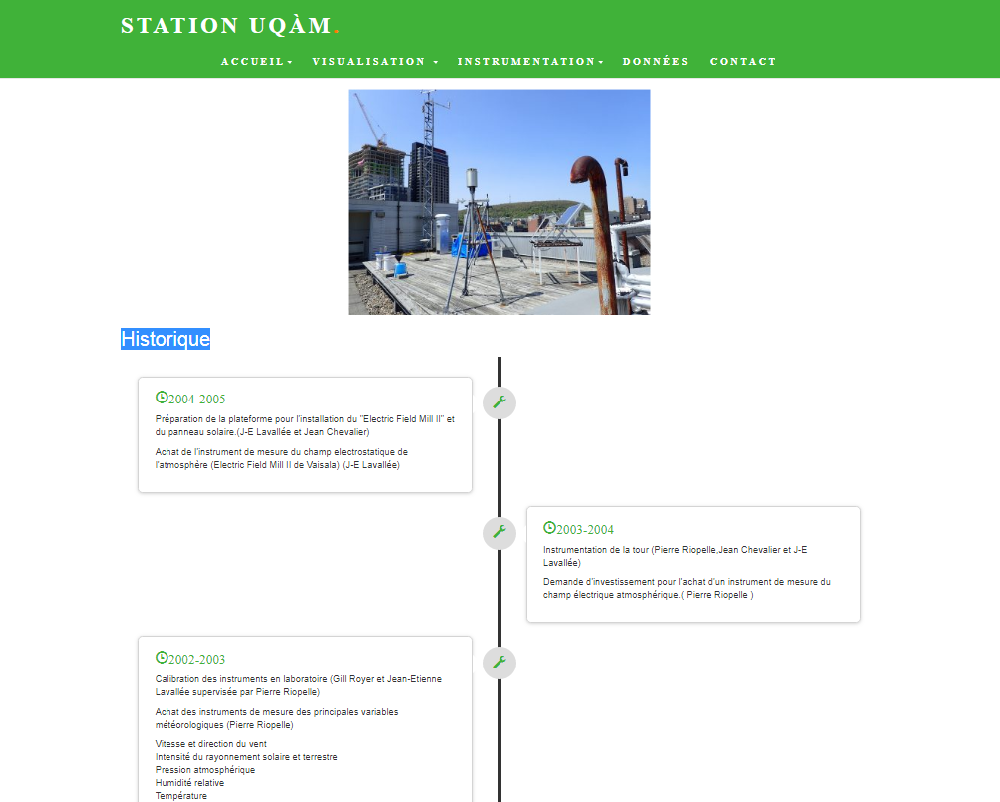 STATION UQÀM.
ACCUEIL VISUALISATION INSTRUMENTATION DONNÉES CONTACT
Historique
2004-2005
Préparation de la plateforme pour l'installation du "Electric Field Mill II" et
du panneau solaire.(J-E Lavallée et Jean Chevalier)
Achat de l'instrument de mesure du champ electrostatique de
l'atmosphère (Electric Field Mill II de Vaisala) (J-E Lavallée)
2003-2004
Instrumentation de la tour (Pierre Riopelle,Jean Chevalier et J-E
Lavallée)
Demande d'investissement pour l'achat d'un instrument de mesure du
champ électrique atmosphérique.( Pierre Riopelle )
2002-2003
Calibration des instruments en laboratoire (Gill Royer et Jean-Etienne
Lavallée supervisée par Pierre Riopelle)
Achat des instruments de mesure des principales variables
météorologiques (Pierre Riopelle)
Vitesse et direction du vent
Intensité du rayonnement solaire et terrestre
Pression atmosphérique
Humidité relative
Température